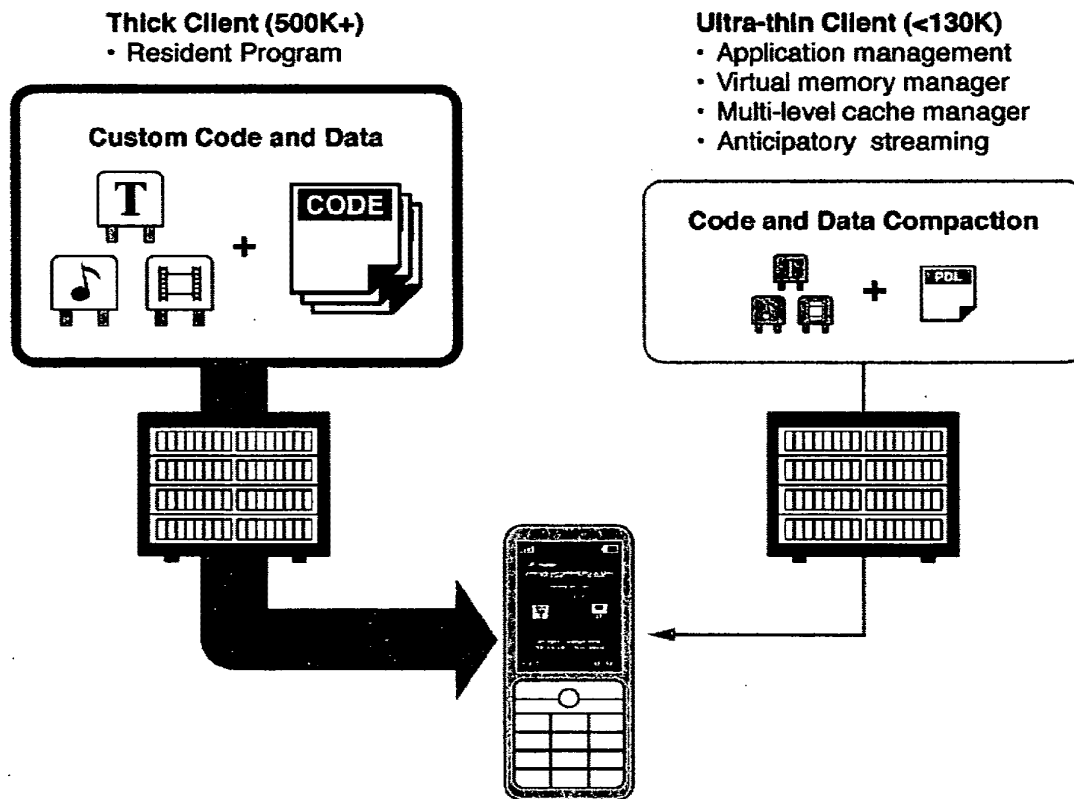 Thick Client (500K+)
• Resident Program
Custom Code and Data
T
+
CODE
Ultra-thin Client (<130K)
• Application management
• Virtual memory manager
• Multi-level cache manager
• Anticipatory streaming
Code and Data Compaction
+
PDL